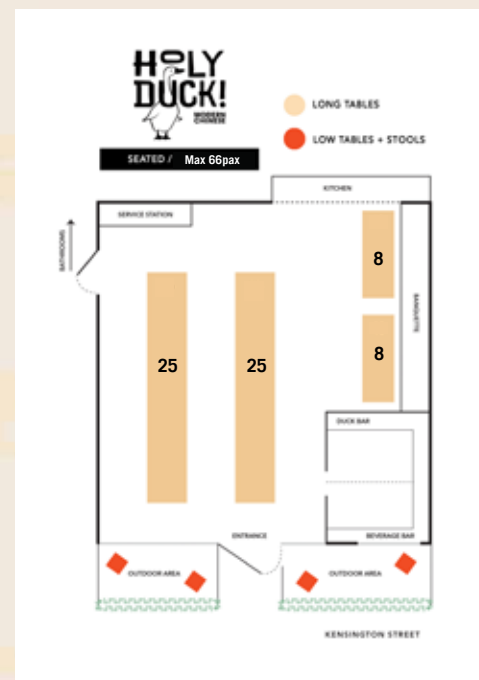 HOLY
DUCK!
MODERN
CHINESE
LONG TABLES
LOW TABLES + STOOLS
SEATED / Max 66pax
KITCHEN
SERVICE STATION
BATHROOMS
8
BANQUETTE
25
25
8
DUCK BAR
ENTRANCE
BEVERAGE BAR
OUTDOOR AREA
OUTDOOR AREA
KENSINGTON STREET